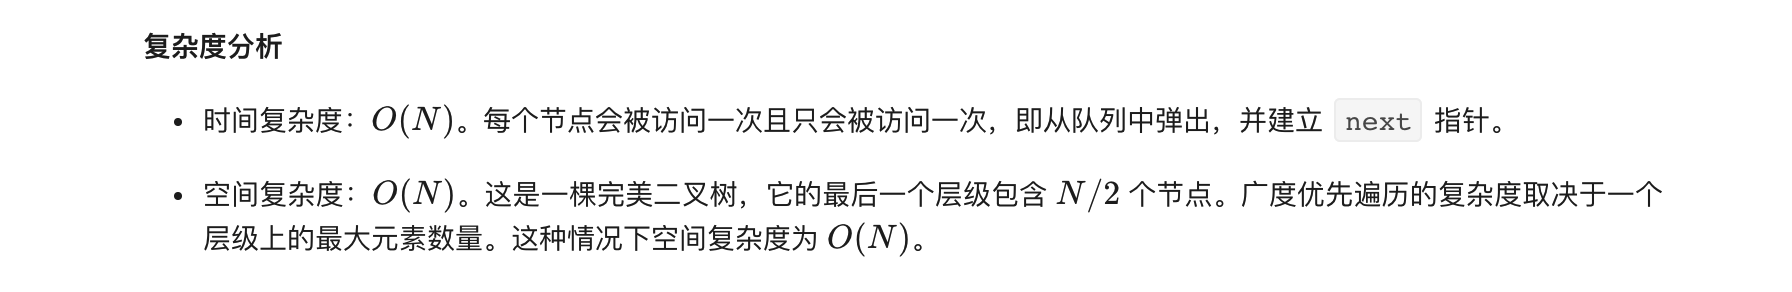 复杂度分析
• 时间复杂度：O(N)。每个节点会被访问一次且只会被访问一次，即从队列中弹出，并建立 next 指针。
• 空间复杂度：O(N)。这是一棵完美二叉树，它的最后一个层级包含 N/2 个节点。广度优先遍历的复杂度取决于一个
层级上的最大元素数量。这种情况下空间复杂度为 O(N)。